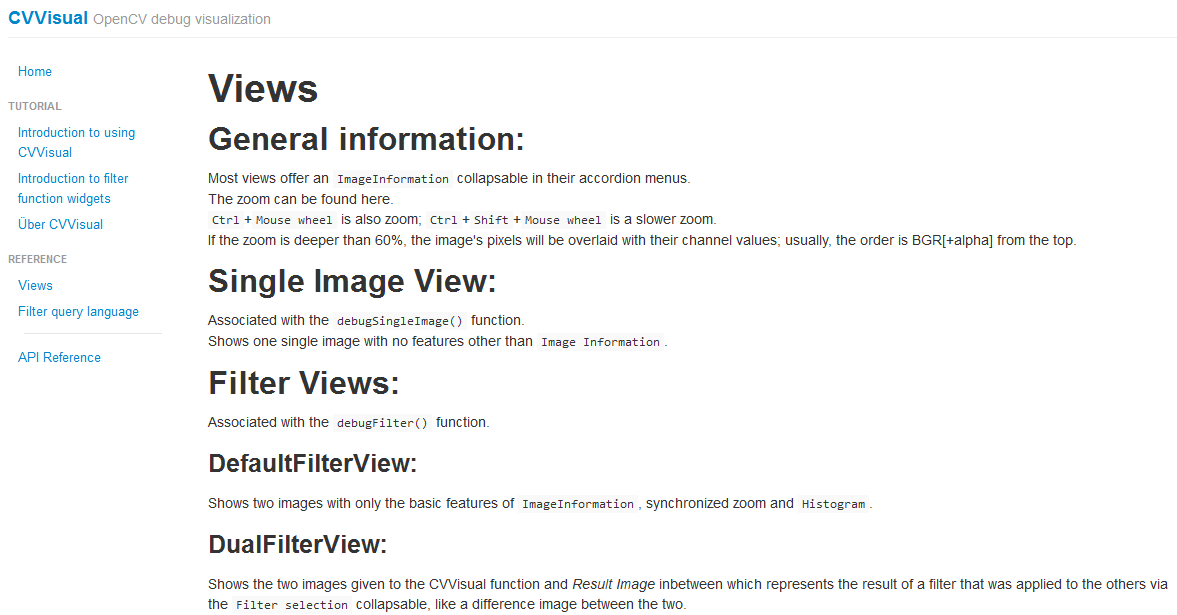 CVVisual OpenCV debug visualization
Home
TUTORIAL
Introduction to using
CVVisual
Introduction to filter
function widgets
Über CVVisual
REFERENCE
Views
Filter query language
API Reference
Views
General information:
Most views offer an ImageInformation collapsable in their accordion menus.
The zoom can be found here.
Ctrl + Mouse wheel is also zoom; Ctrl + Shift + Mouse wheel is a slower zoom.
If the zoom is deeper than 60%, the image's pixels will be overlaid with their channel values; usually, the order is BGR[+alpha] from the top.
Single Image View:
Associated with the debugSingleImage() function.
Shows one single image with no features other than Image Information.
Filter Views:
Associated with the debugFilter() function.
DefaultFilterView:
Shows two images with only the basic features of ImageInformation, synchronized zoom and Histogram.
DualFilterView:
Shows the two images given to the CVVisual function and Result Image inbetween which represents the result of a filter that was applied to the others via
the Filter selection collapsable, like a difference image between the two.